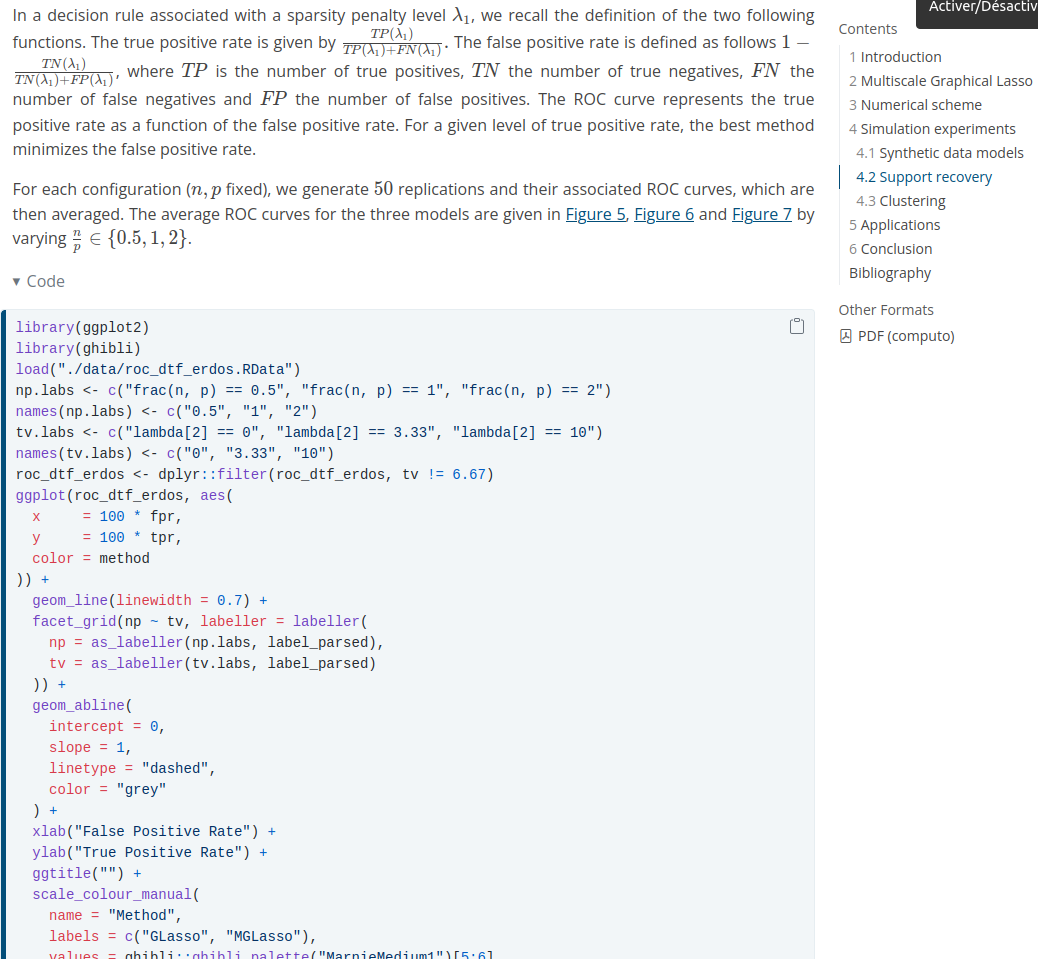 In a decision rule associated with a sparsity penalty level λ₁, we recall the definition of the two following
functions. The true positive rate is given by TP(λ₁)/(TP(λ₁)+FN(λ₁)). The false positive rate is defined as follows 1 −
TN(λ₁)/(TN(λ₁)+FP(λ₁)), where TP is the number of true positives, TN the number of true negatives, FN the
number of false negatives and FP the number of false positives. The ROC curve represents the true
positive rate as a function of the false positive rate. For a given level of true positive rate, the best method
minimizes the false positive rate.
For each configuration (n, p fixed), we generate 50 replications and their associated ROC curves, which are
then averaged. The average ROC curves for the three models are given in Figure 5, Figure 6 and Figure 7 by
varying n/p ∈ {0.5, 1, 2}.
▾ Code
library(ggplot2)
library(ghibli)
load("./data/roc_dtf_erdos.RData")
np.labs <- c("frac(n, p) == 0.5", "frac(n, p) == 1", "frac(n, p) == 2")
names(np.labs) <- c("0.5", "1", "2")
tv.labs <- c("lambda[2] == 0", "lambda[2] == 3.33", "lambda[2] == 10")
names(tv.labs) <- c("0", "3.33", "10")
roc_dtf_erdos <- dplyr::filter(roc_dtf_erdos, tv != 6.67)
ggplot(roc_dtf_erdos, aes(
  x     = 100 * fpr,
  y     = 100 * tpr,
  color = method
)) +
  geom_line(linewidth = 0.7) +
  facet_grid(np ~ tv, labeller = labeller(
    np = as_labeller(np.labs, label_parsed),
    tv = as_labeller(tv.labs, label_parsed)
  )) +
  geom_abline(
    intercept = 0,
    slope = 1,
    linetype = "dashed",
    color = "grey"
  ) +
  xlab("False Positive Rate") +
  ylab("True Positive Rate") +
  ggtitle("") +
  scale_colour_manual(
    name = "Method",
    labels = c("GLasso", "MGLasso"),
    values = ghibli::ghibli_palette("MarnieMedium1")[5:6]
Activer/Désactiv
Contents
1 Introduction
2 Multiscale Graphical Lasso
3 Numerical scheme
4 Simulation experiments
4.1 Synthetic data models
4.2 Support recovery
4.3 Clustering
5 Applications
6 Conclusion
Bibliography
Other Formats
PDF (computo)